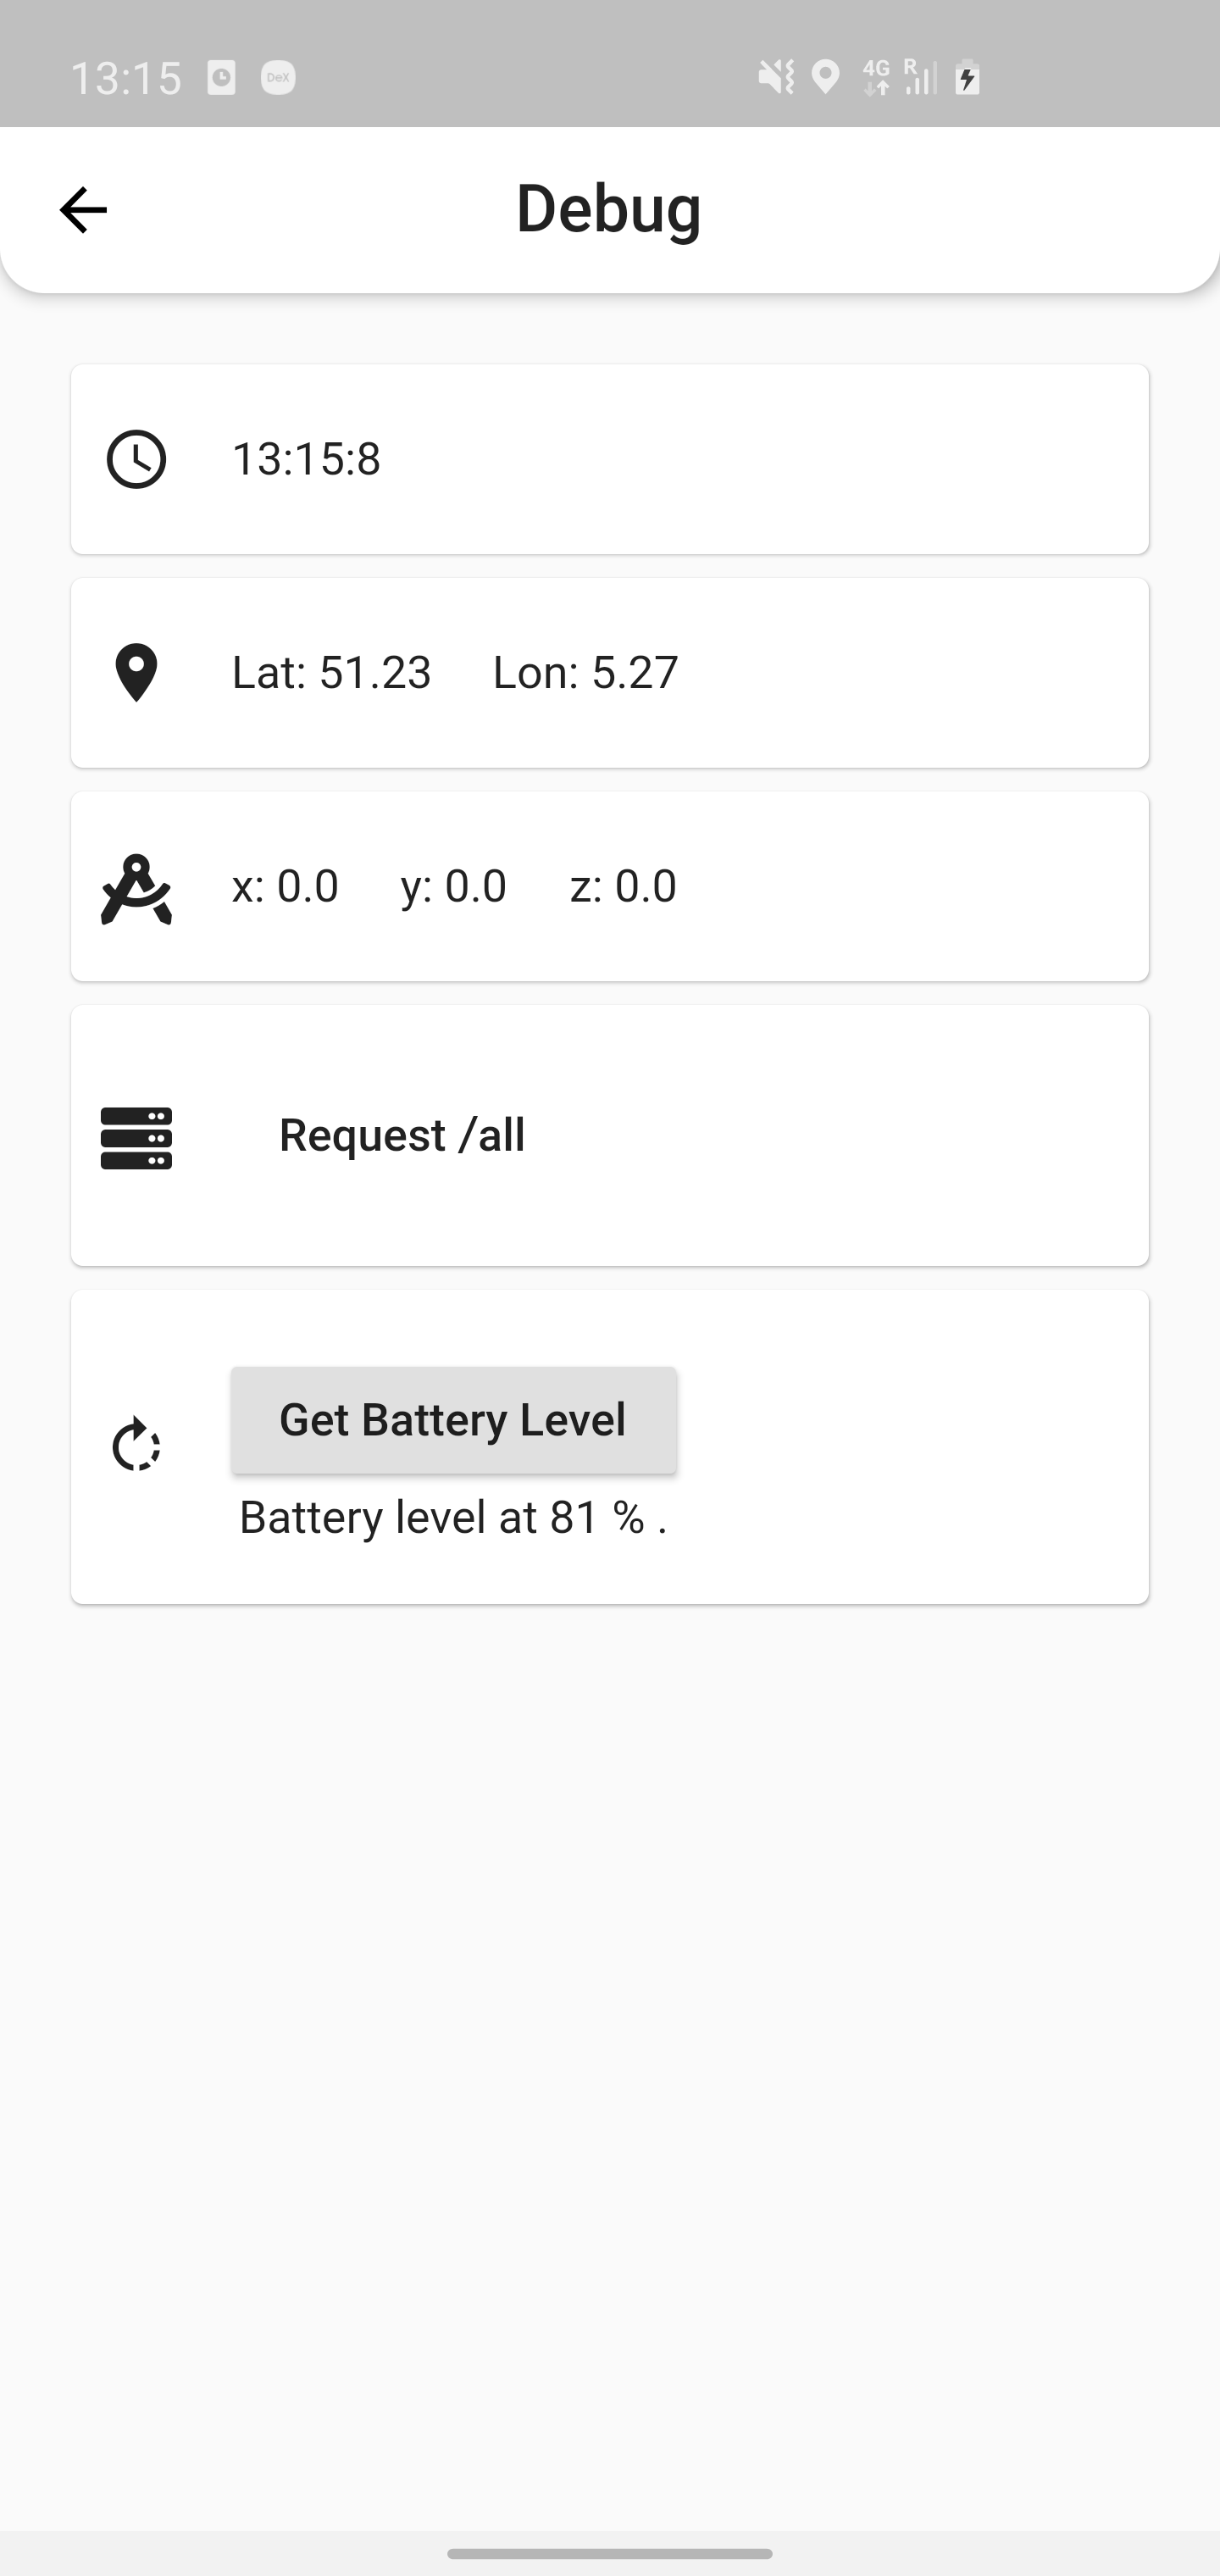 13:15 DeX 4G R
Debug
13:15:8
Lat: 51.23 Lon: 5.27
x: 0.0 y: 0.0 z: 0.0
Request /all
Get Battery Level
Battery level at 81 % .